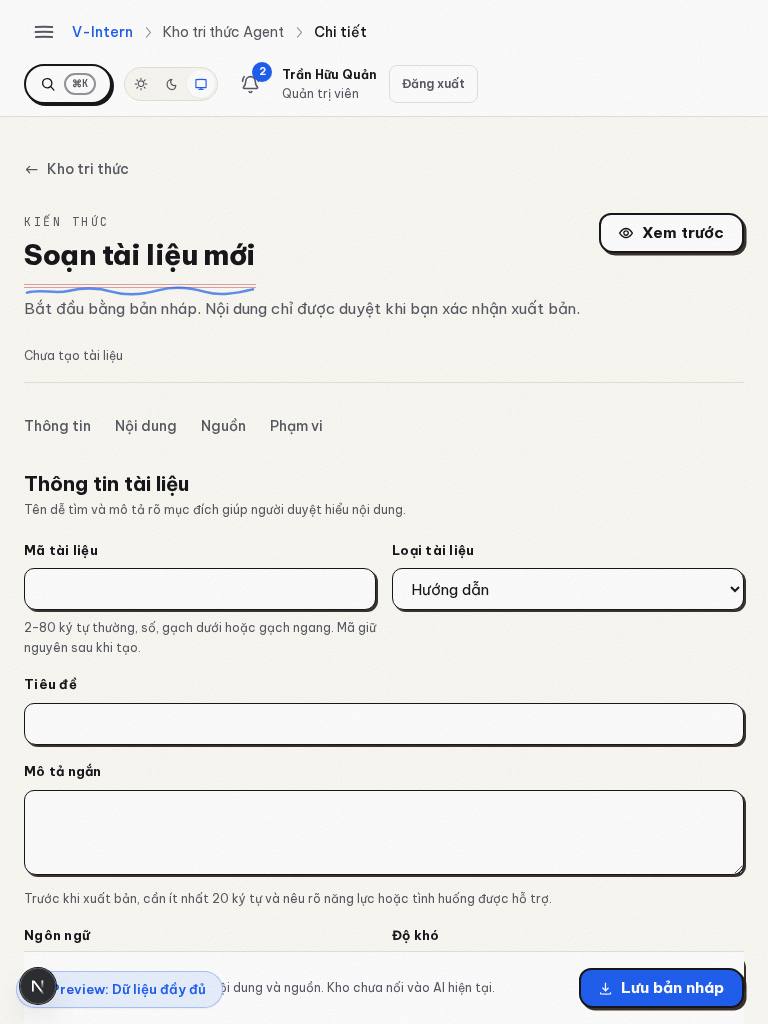 V-Intern > Kho tri thức Agent > Chi tiết
⌘K
2
Trần Hữu Quản
Quản trị viên
Đăng xuất
← Kho tri thức
KIẾN THỨC
Soạn tài liệu mới
Xem trước
Bắt đầu bằng bản nháp. Nội dung chỉ được duyệt khi bạn xác nhận xuất bản.
Chưa tạo tài liệu
Thông tin Nội dung Nguồn Phạm vi
Thông tin tài liệu
Tên dễ tìm và mô tả rõ mục đích giúp người duyệt hiểu nội dung.
Mã tài liệu
Loại tài liệu
Hướng dẫn
2–80 ký tự thường, số, gạch dưới hoặc gạch ngang. Mã giữ
nguyên sau khi tạo.
Tiêu đề
Mô tả ngắn
Trước khi xuất bản, cần ít nhất 20 ký tự và nêu rõ năng lực hoặc tình huống được hỗ trợ.
Ngôn ngữ
Độ khó
N
Preview: Dữ liệu đầy đủ
dung và nguồn. Kho chưa nối vào AI hiện tại.
Lưu bản nháp